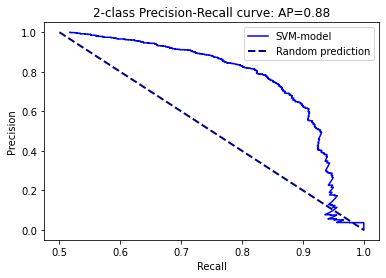 2-class Precision-Recall curve: AP=0.88
SVM-model
Random prediction
1.0
0.8
0.6
0.4
0.2
0.0
Precision
0.5
0.6
0.7
0.8
0.9
1.0
Recall